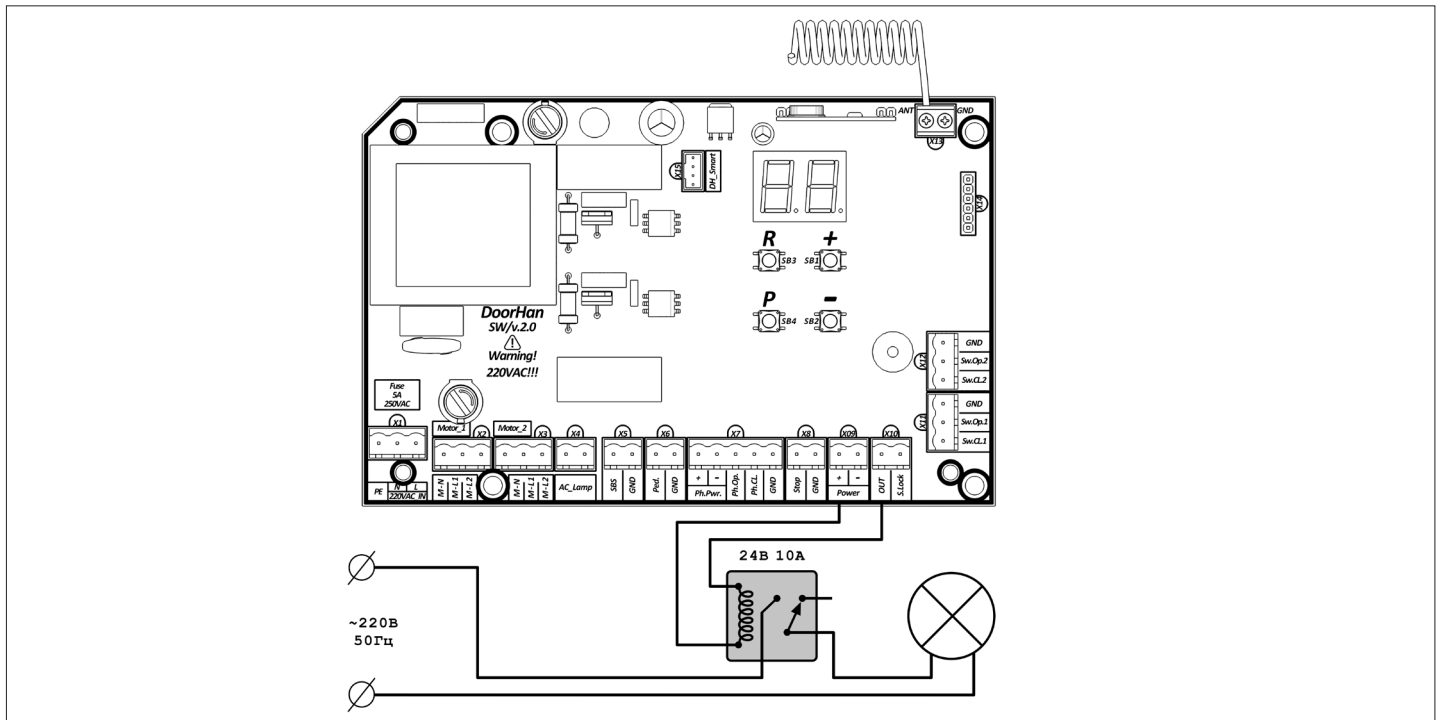 ANT
GND
X13
X15
DH_Smart
X14
R
+
SB3
SB1
P
-
SB4
SB2
DoorHan
SW/v.2.0
Warning!
220VAC!!!
GND
Sw.Op.2
Sw.CL.2
X12
GND
Sw.Op.1
Sw.CL.1
X11
Fuse
5A
250VAC
X1
Motor_1
X2
Motor_2
X3
X4
X5
X6
X7
X8
X09
X10
PE
N
L
220VAC_IN
M-N
M-L1
M-L2
M-N
M-L1
M-L2
AC_Lamp
SBS
GND
Ped.
GND
+ -
Ph.Pwr.
Ph.Op.
Ph.CL.
GND
Stop
GND
+ -
Power
OUT
S.Lock
24В 10А
~220В
50Гц